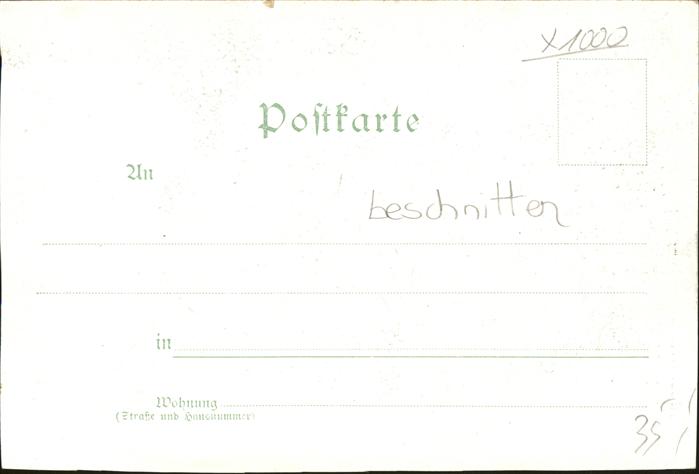 x1000
Postkarte
An
beschnitten
in
Wohnung
(Straße und Hausnummer)
35,-